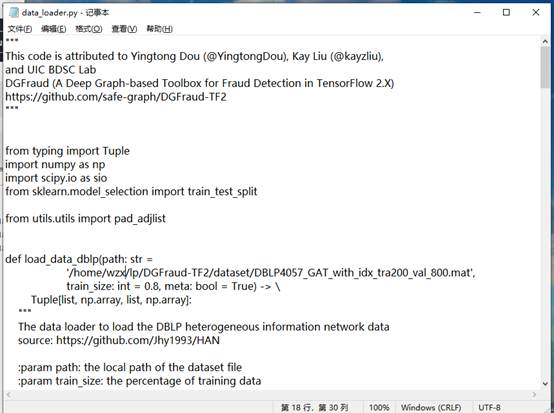 data_loader.py - 记事本
文件(F) 编辑(E) 格式(O) 查看(V) 帮助(H)
"""
This code is attributed to Yingtong Dou (@YingtongDou), Kay Liu (@kayzliu),
and UIC BDSC Lab
DGFraud (A Deep Graph-based Toolbox for Fraud Detection in TensorFlow 2.X)
https://github.com/safe-graph/DGFraud-TF2
"""
from typing import Tuple
import numpy as np
import scipy.io as sio
from sklearn.model_selection import train_test_split
from utils.utils import pad_adjlist
def load_data_dblp(path: str =
'/home/wzx/lp/DGFraud-TF2/dataset/DBLP4057_GAT_with_idx_tra200_val_800.mat',
train_size: int = 0.8, meta: bool = True) -> \
Tuple[list, np.array, list, np.array]:
"""
The data loader to load the DBLP heterogeneous information network data
source: https://github.com/Jhy1993/HAN
:param path: the local path of the dataset file
:param train_size: the percentage of training data
第 18 行，第 30 列 100% Windows (CRLF) UTF-8